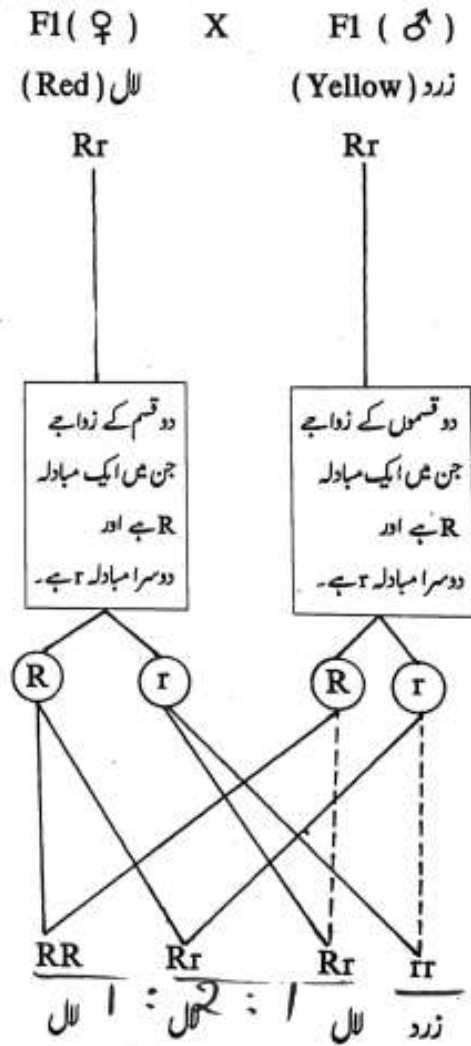 F1 (♀) X F1 (♂)
(Red) لال (Yellow) زرد
Rr Rr
دو قسم کے زواجے
جن میں ایک مبادلہ
R ہے اور
دوسرا مبادلہ r ہے۔
دو قسموں کے زواجے
جن میں ایک مبادلہ
R ہے اور
دوسرا مبادلہ r ہے۔
R r R r
RR Rr Rr rr
1 : 2 : 1
لال لال لال زرد